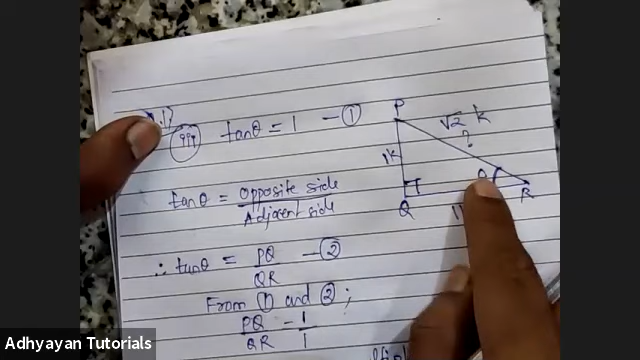 iii) tanθ = 1 — ①
P
√2 k
?
1k
θ
Q
R
tanθ = Opposite side
Adjacent side
∴ tanθ = PQ — ②
QR
From ① and ② ;
PQ = 1
QR 1
Adhyayan Tutorials